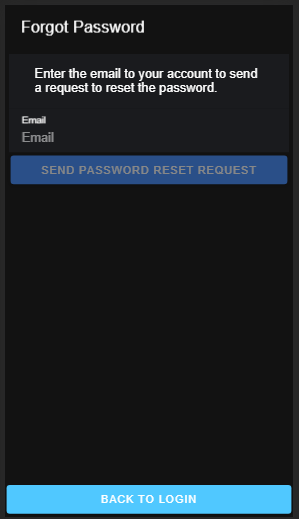 Forgot Password
Enter the email to your account to send
a request to reset the password.
Email
Email
SEND PASSWORD RESET REQUEST
BACK TO LOGIN